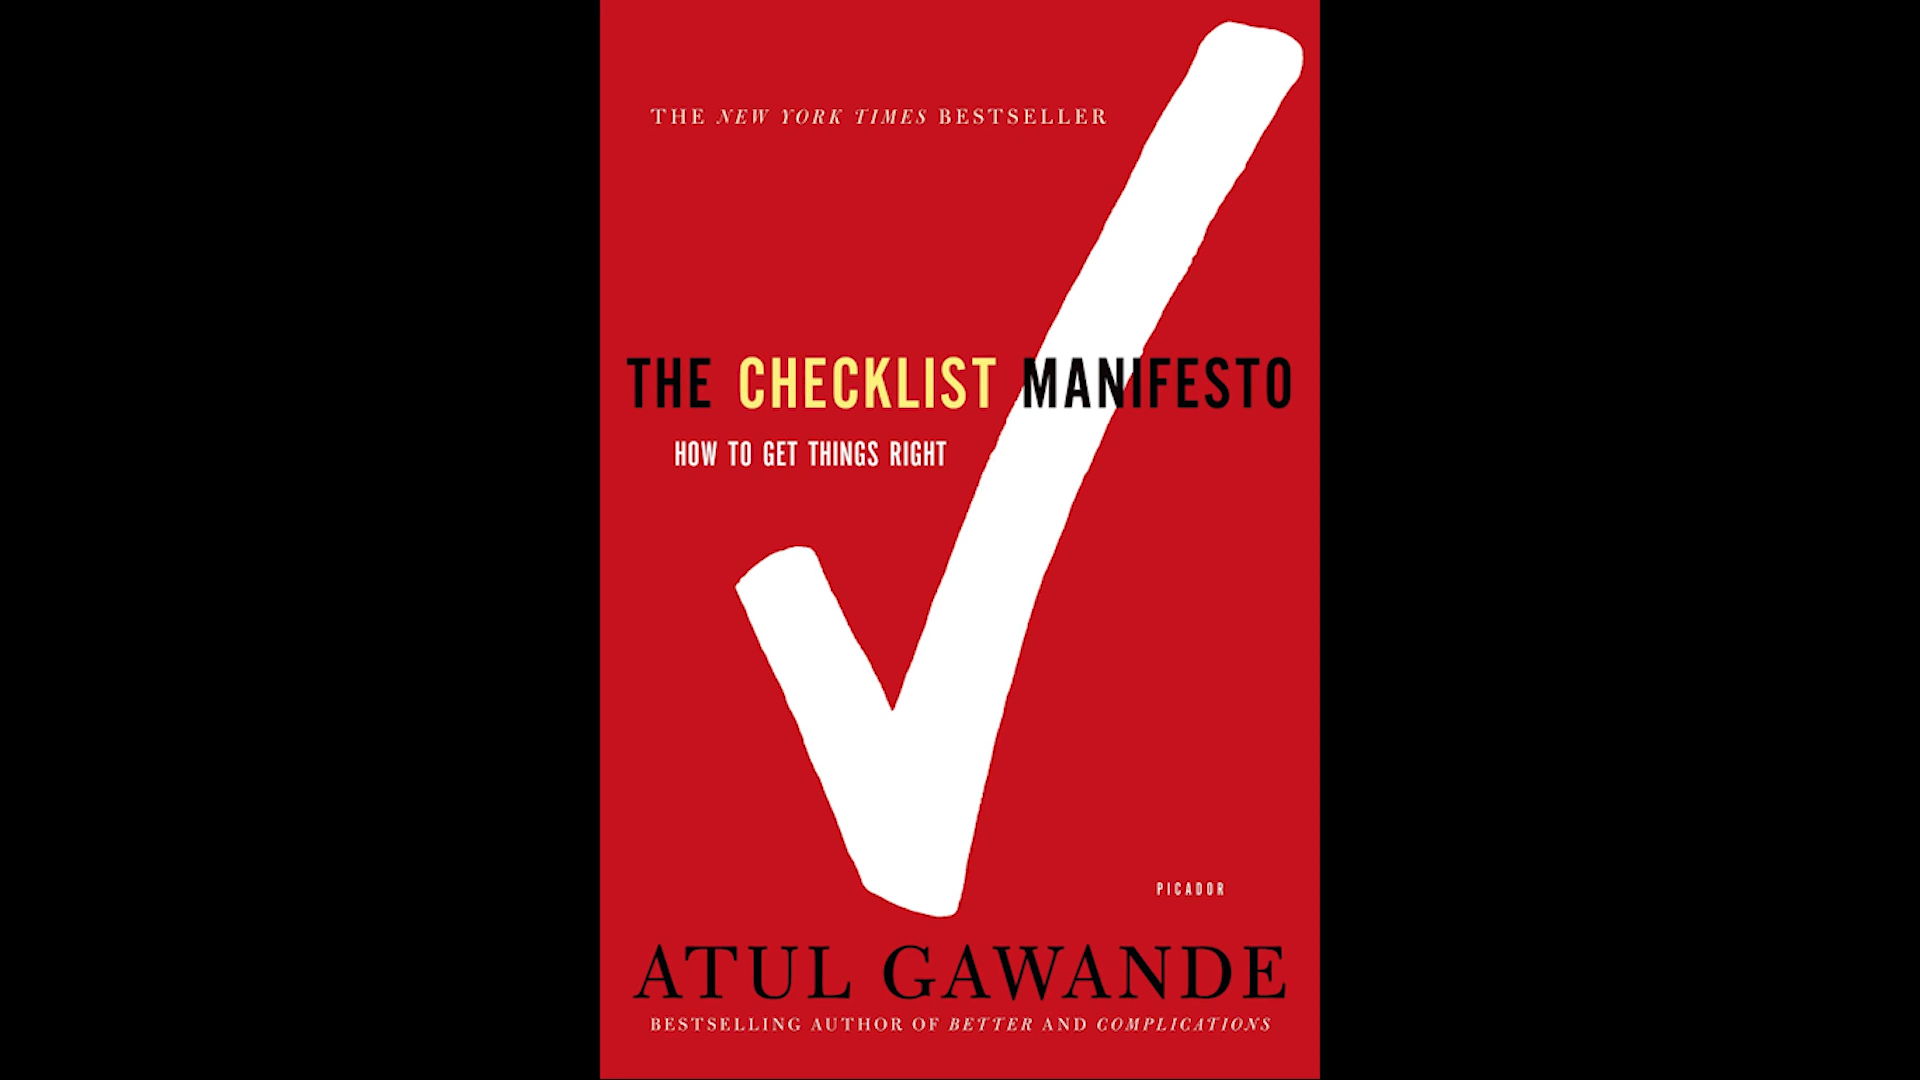 THE NEW YORK TIMES BESTSELLER
THE CHECKLIST MANIFESTO
HOW TO GET THINGS RIGHT
PICADOR
ATUL GAWANDE
BESTSELLING AUTHOR OF BETTER AND COMPLICATIONS